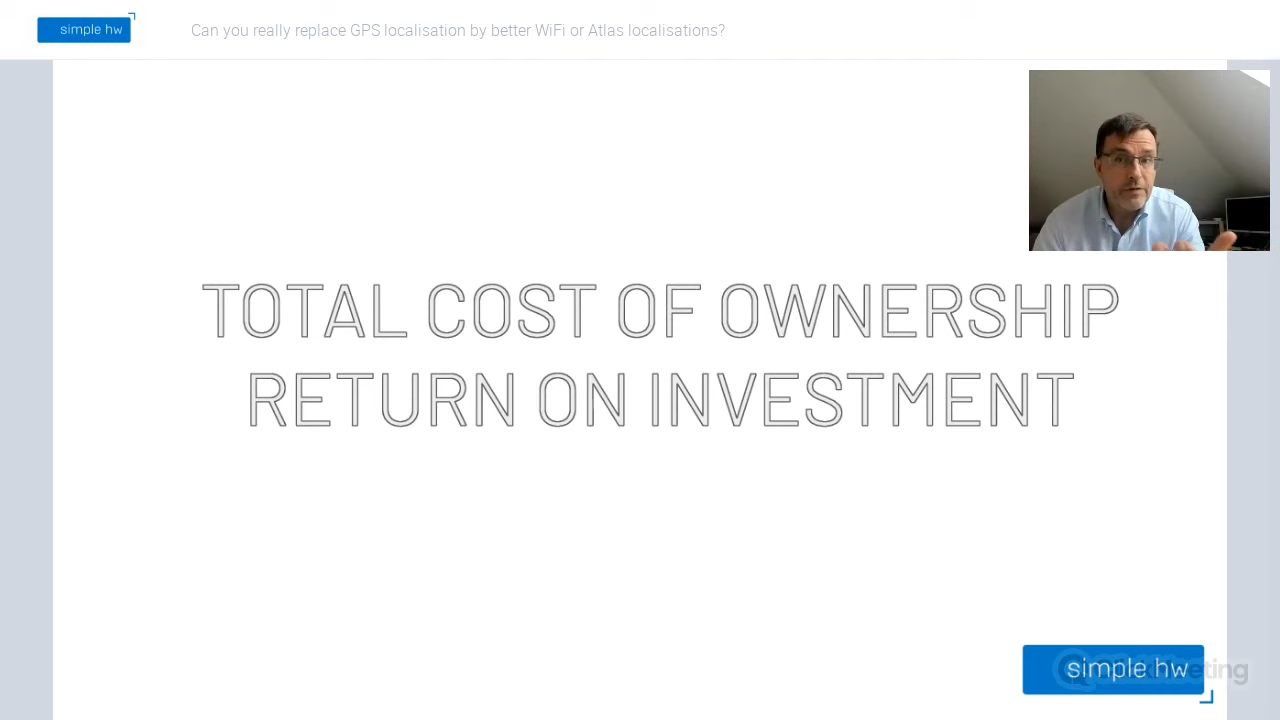 simple hw
Can you really replace GPS localisation by better WiFi or Atlas localisations?
TOTAL COST OF OWNERSHIP
RETURN ON INVESTMENT
simple hw
ClickMeeting